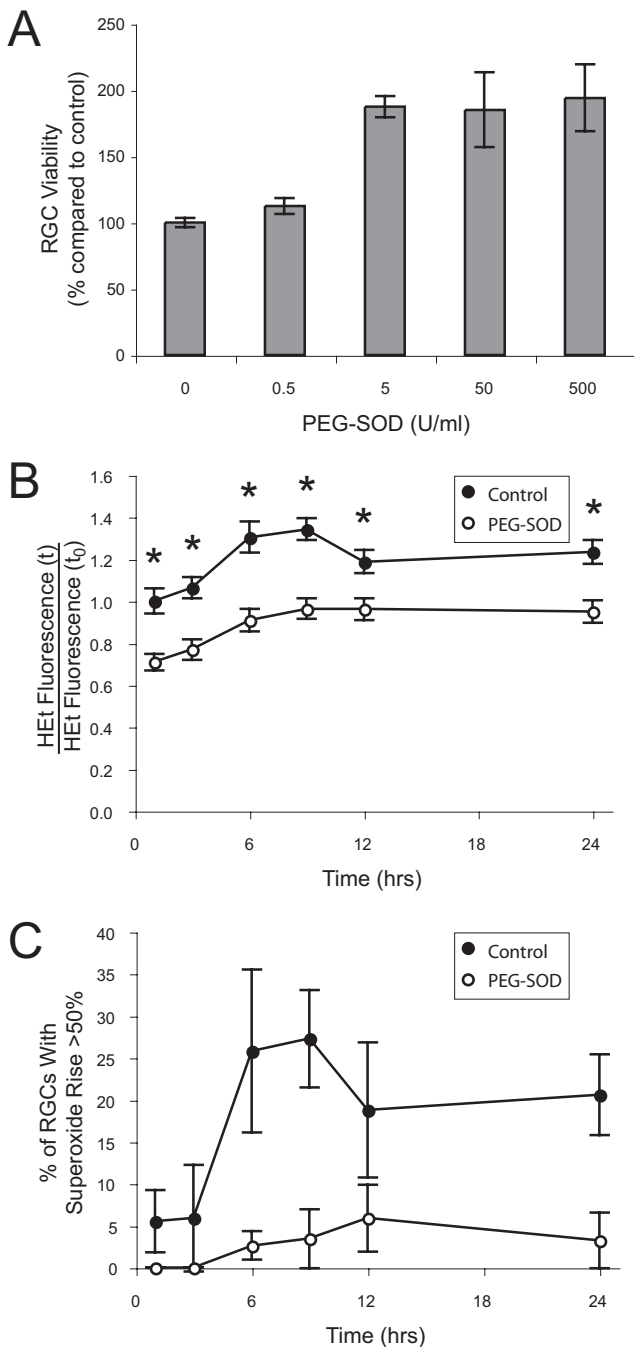 A
RGC Viability
(% compared to control)
250
200
150
100
50
0
0 0.5 5 50 500
PEG-SOD (U/ml)
B
HEt Fluorescence (t)
HEt Fluorescence (t0)
1.6
1.4
1.2
1.0
0.8
0.6
0.4
0.2
0.0
* * * * * *
Control
PEG-SOD
0 6 12 18 24
Time (hrs)
C
% of RGCs With
Superoxide Rise >50%
40
35
30
25
20
15
10
5
0
Control
PEG-SOD
0 6 12 18 24
Time (hrs)